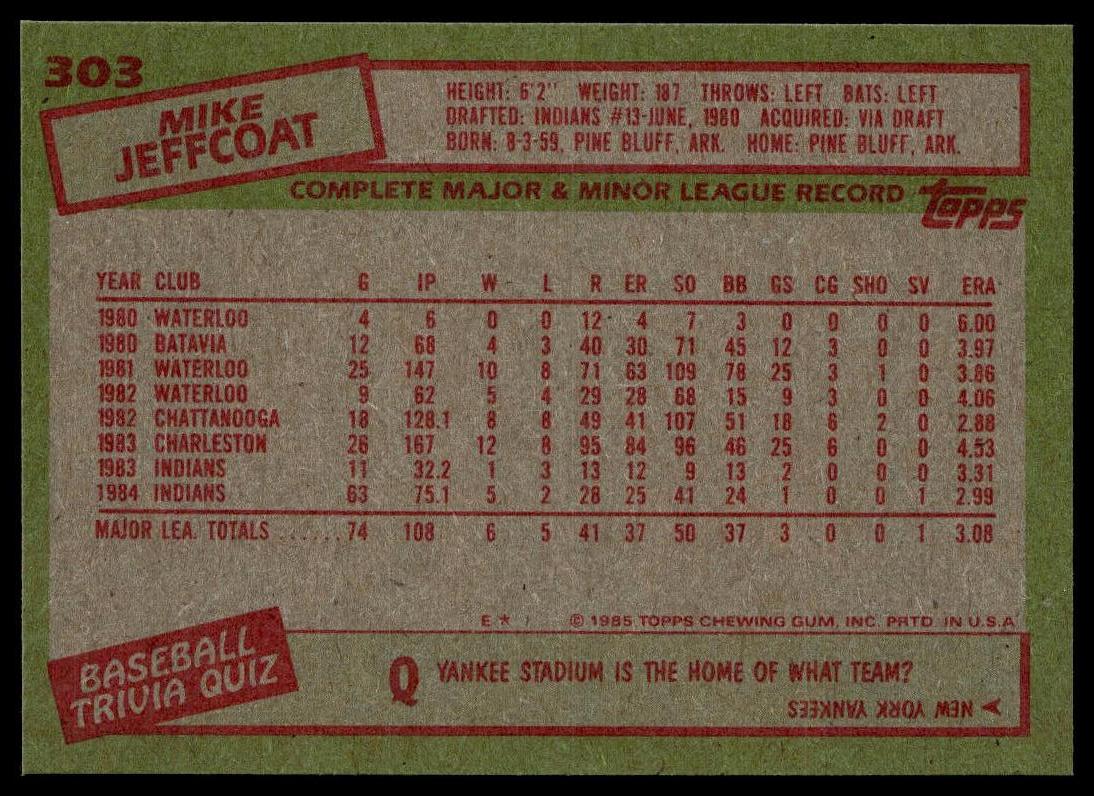 303
MIKE
JEFFCOAT
HEIGHT: 6'2" WEIGHT: 187 THROWS: LEFT BATS: LEFT
DRAFTED: INDIANS #13-JUNE, 1980 ACQUIRED: VIA DRAFT
BORN: 8-3-59, PINE BLUFF, ARK. HOME: PINE BLUFF, ARK.
COMPLETE MAJOR & MINOR LEAGUE RECORD topps
YEAR CLUB G IP W L R ER SO BB GS CG SHO SV ERA
1980 WATERLOO 4 6 0 0 12 4 7 3 0 0 0 0 6.00
1980 BATAVIA 12 68 4 3 40 30 71 45 12 3 0 0 3.97
1981 WATERLOO 25 147 10 8 71 63 109 78 25 3 1 0 3.86
1982 WATERLOO 9 62 5 4 29 28 68 15 9 3 0 0 4.06
1982 CHATTANOOGA 18 128.1 8 8 49 41 107 51 18 6 2 0 2.88
1983 CHARLESTON 26 167 12 8 95 84 96 46 25 6 0 0 4.53
1983 INDIANS 11 32.2 1 3 13 12 9 13 2 0 0 0 3.31
1984 INDIANS 63 75.1 5 2 28 25 41 24 1 0 0 1 2.99
MAJOR LEA. TOTALS ...... 74 108 6 5 41 37 50 37 3 0 0 1 3.08
E* © 1985 TOPPS CHEWING GUM, INC. PRTD. IN U.S.A
BASEBALL
TRIVIA QUIZ
Q YANKEE STADIUM IS THE HOME OF WHAT TEAM?
A NEW YORK YANKEES